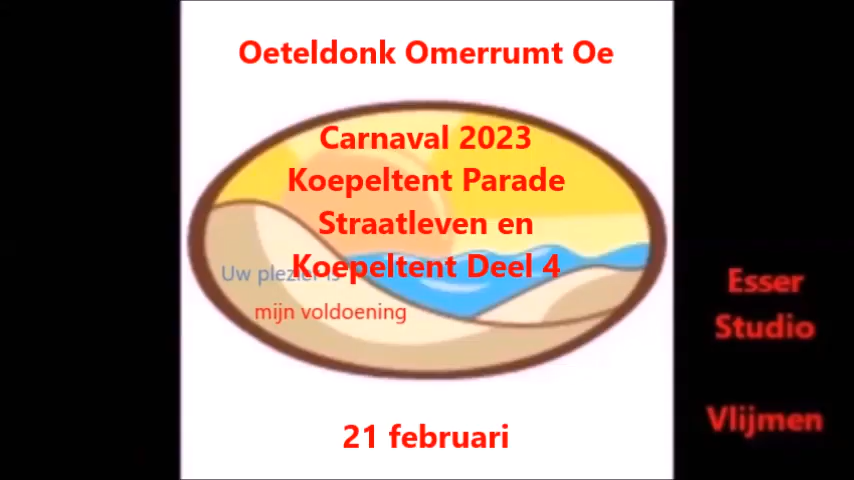 Oeteldonk Omerrumt Oe
Carnaval 2023
Koepeltent Parade
Straatleven en
Koepeltent Deel 4
Uw plezier is
mijn voldoening
Esser
Studio
Vlijmen
21 februari